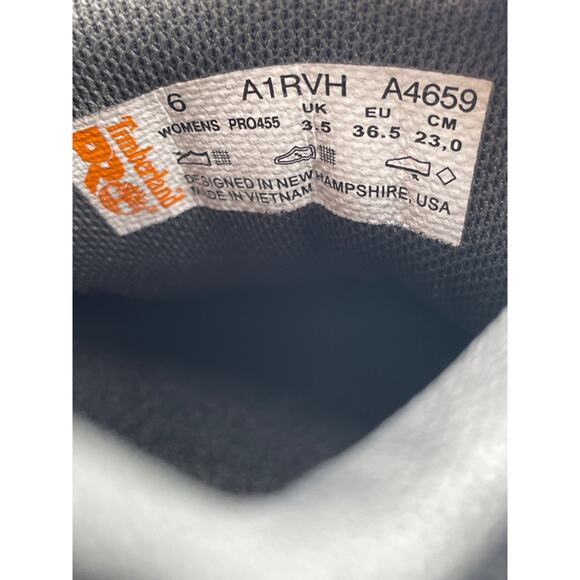 Timberland
PRO
6 A1RVH A4659
WOMENS PRO455 UK 3.5 EU 36.5 CM 23,0
DESIGNED IN NEW HAMPSHIRE, USA
MADE IN VIETNAM